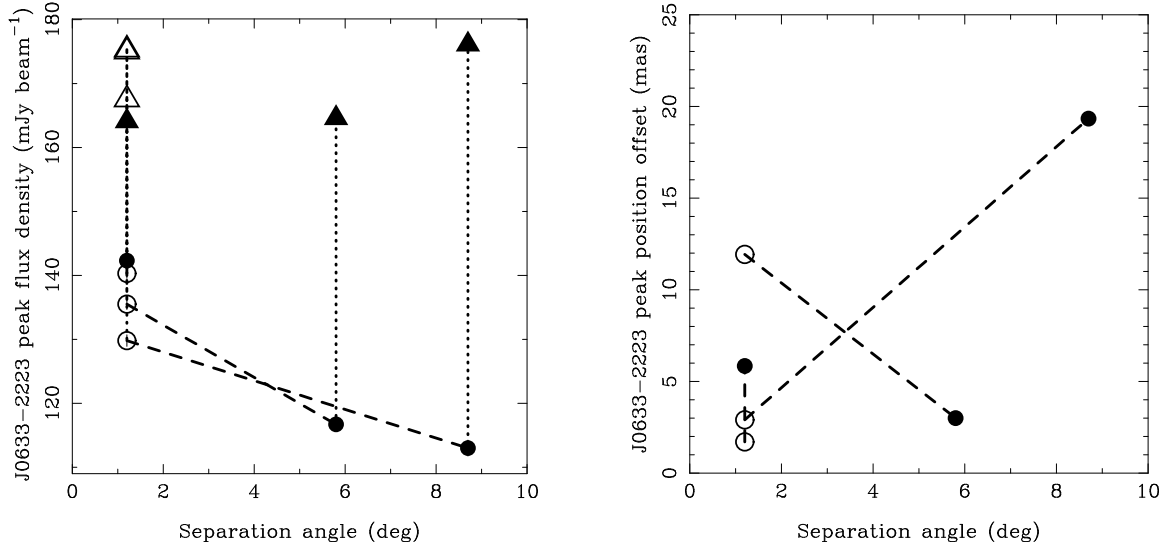 J0633−2223 peak flux density (mJy beam⁻¹)
180
160
140
120
0 2 4 6 8 10
Separation angle (deg)
J0633−2223 peak position offset (mas)
25
20
15
10
5
0
0 2 4 6 8 10
Separation angle (deg)